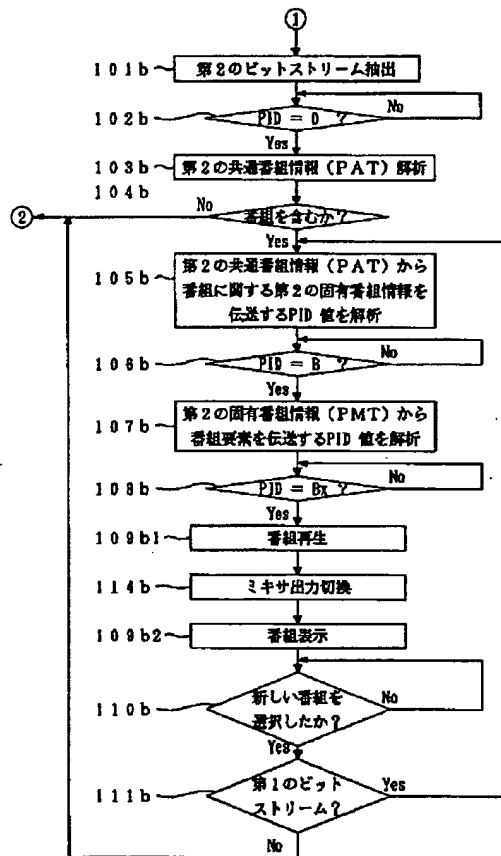 ①
101b
第2のビットストリーム抽出
No
102b
PID = 0 ?
Yes
103b
第2の共通番組情報(PAT)解析
104b
②
No
番組を含むか?
Yes
105b
第2の共通番組情報(PAT)から
番組に関する第2の固有番組情報を
伝送するPID 値を解析
106b
PID = B ?
No
Yes
107b
第2の固有番組情報(PMT)から
番組要素を伝送するPID 値を解析
108b
PID = Bx ?
No
Yes
109b1
番組再生
114b
ミキサ出力切換
109b2
番組表示
110b
新しい番組を
選択したか?
No
Yes
111b
第1のビット
ストリーム?
Yes
No